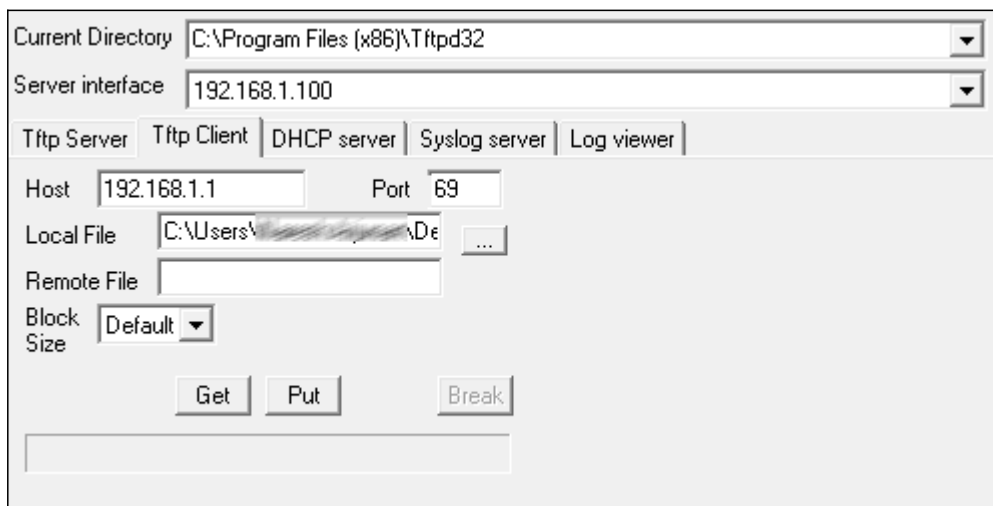 Current Directory C:\Program Files (x86)\Tftpd32
Server interface 192.168.1.100
Tftp Server Tftp Client DHCP server Syslog server Log viewer
Host 192.168.1.1 Port 69
Local File C:\Users\ \De ...
Remote File
Block Size Default
Get Put Break